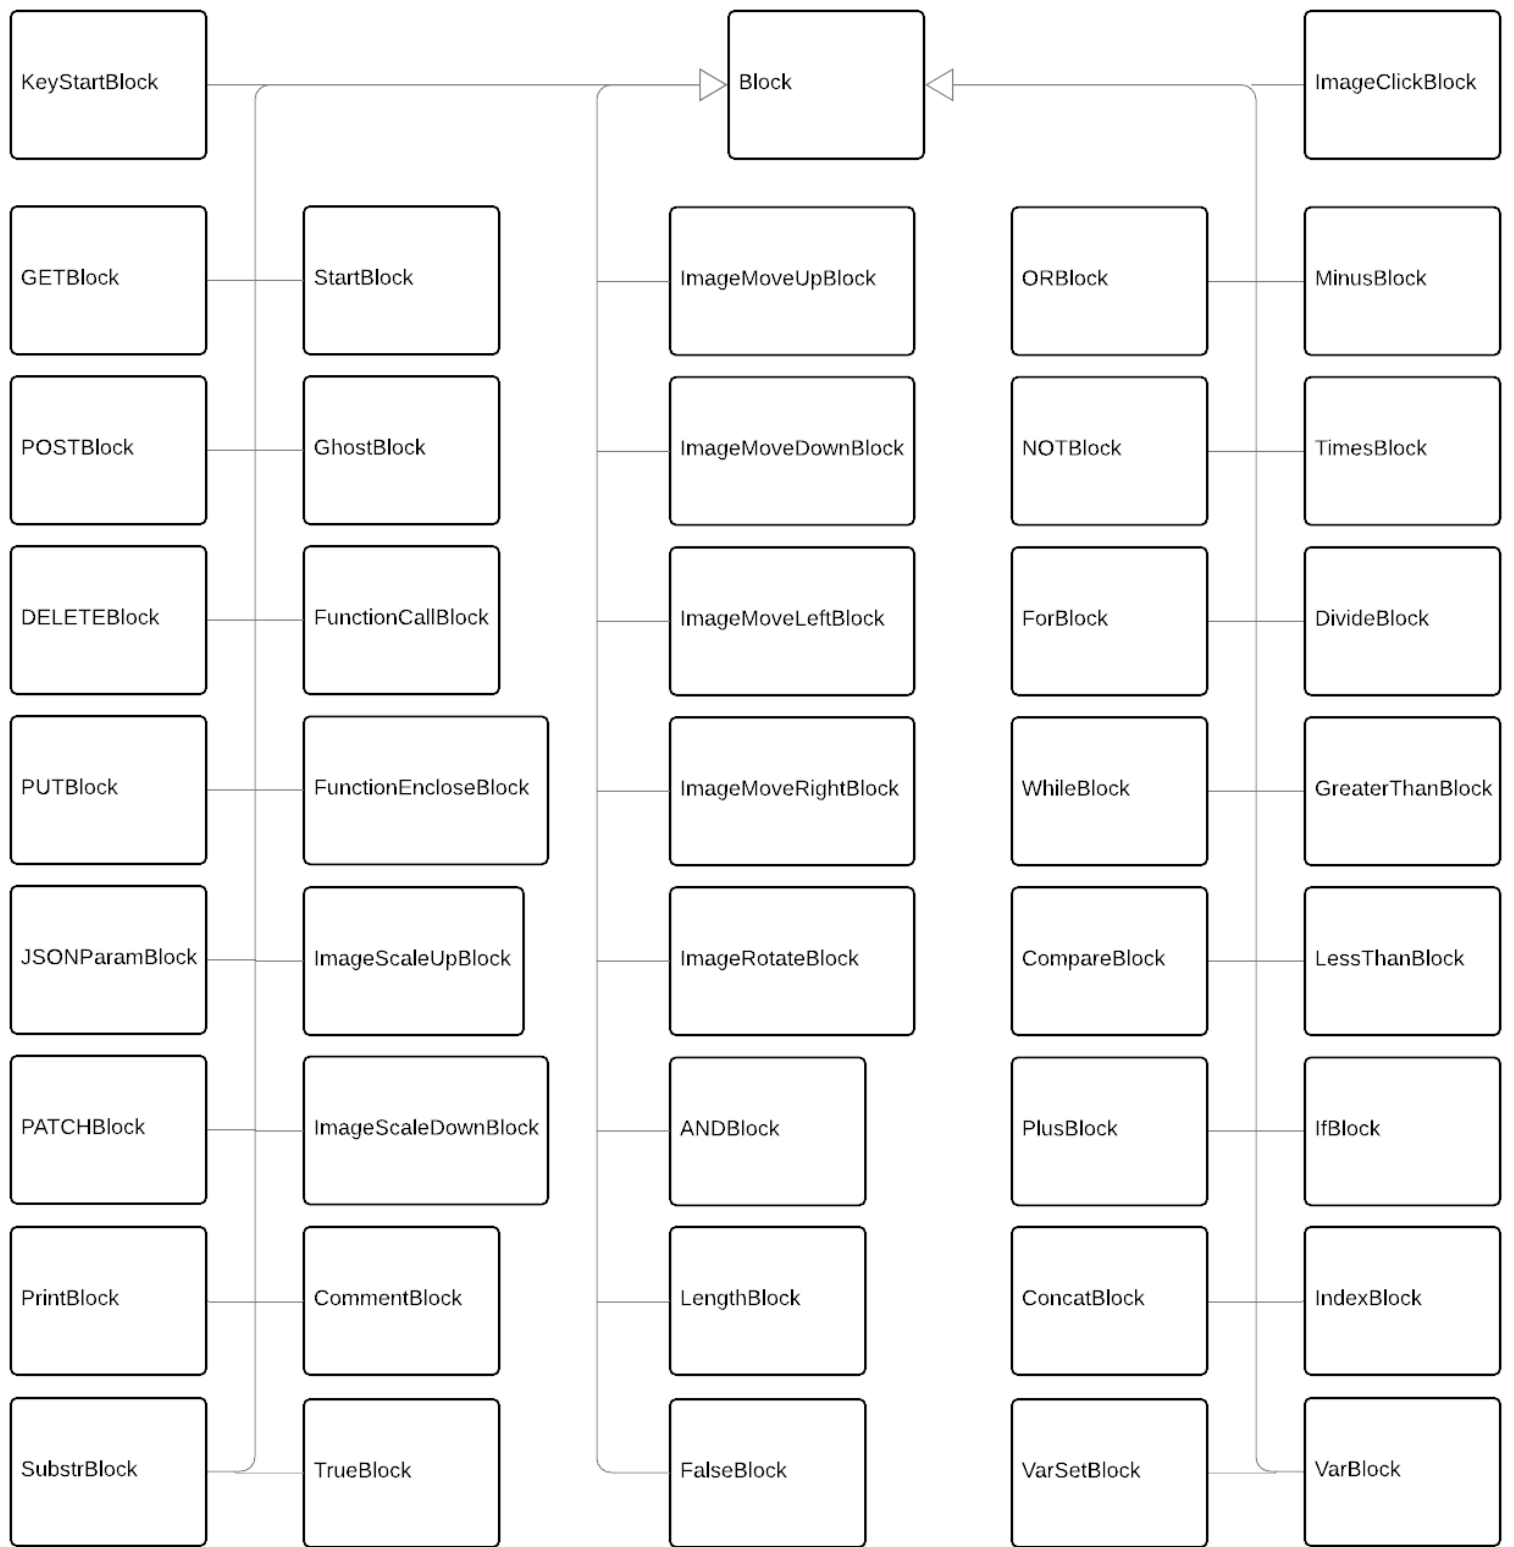 KeyStartBlock
Block
ImageClickBlock
GETBlock
StartBlock
ImageMoveUpBlock
ORBlock
MinusBlock
POSTBlock
GhostBlock
ImageMoveDownBlock
NOTBlock
TimesBlock
DELETEBlock
FunctionCallBlock
ImageMoveLeftBlock
ForBlock
DivideBlock
PUTBlock
FunctionEncloseBlock
ImageMoveRightBlock
WhileBlock
GreaterThanBlock
JSONParamBlock
ImageScaleUpBlock
ImageRotateBlock
CompareBlock
LessThanBlock
PATCHBlock
ImageScaleDownBlock
ANDBlock
PlusBlock
IfBlock
PrintBlock
CommentBlock
LengthBlock
ConcatBlock
IndexBlock
SubstrBlock
TrueBlock
FalseBlock
VarSetBlock
VarBlock